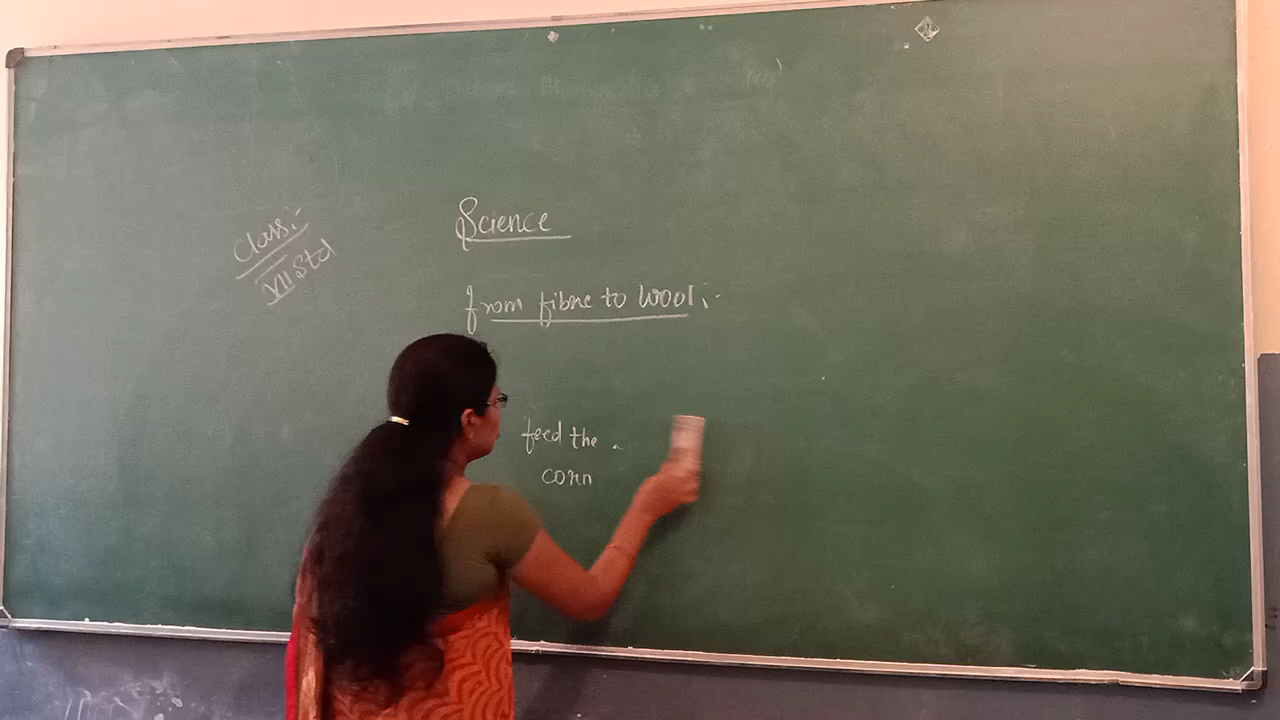 Class:-
VII Std
Science
from fibre to wool:-
feed the
corn